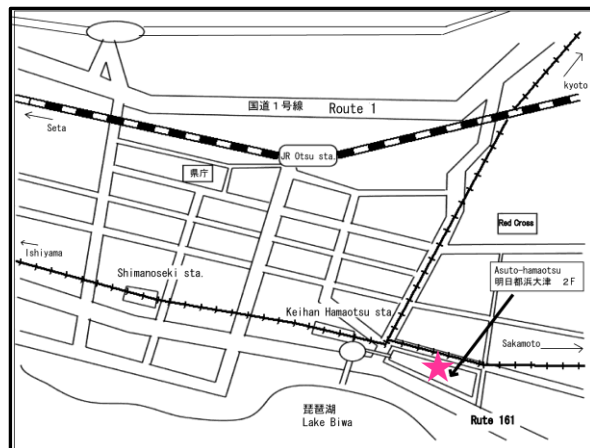 国道1号線 Route 1
kyoto
Seta
JR Otsu sta.
県庁
Red Cross
Ishiyama
Shimanoseki sta.
Asuto-hamaotsu
明日都浜大津 2F
Keihan Hamaotsu sta.
Sakamoto
琵琶湖
Lake Biwa
Rute 161